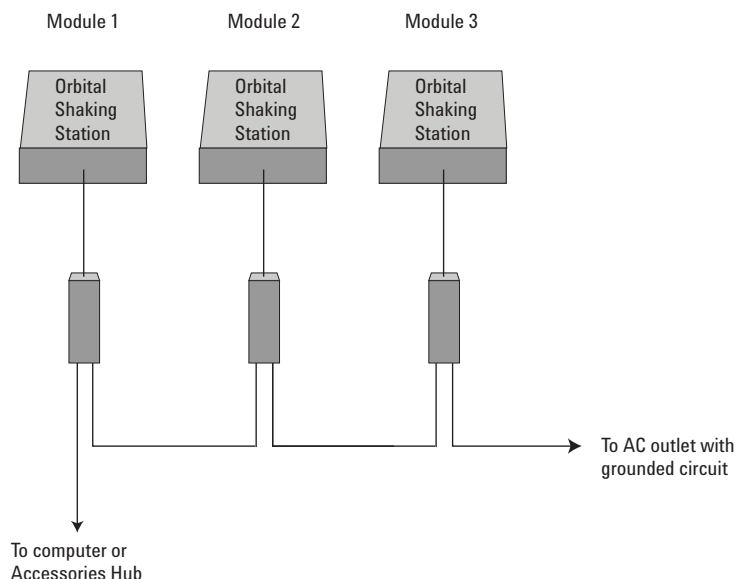 Module 1
Module 2
Module 3
Orbital
Shaking
Station
Orbital
Shaking
Station
Orbital
Shaking
Station
To AC outlet with
grounded circuit
To computer or
Accessories Hub